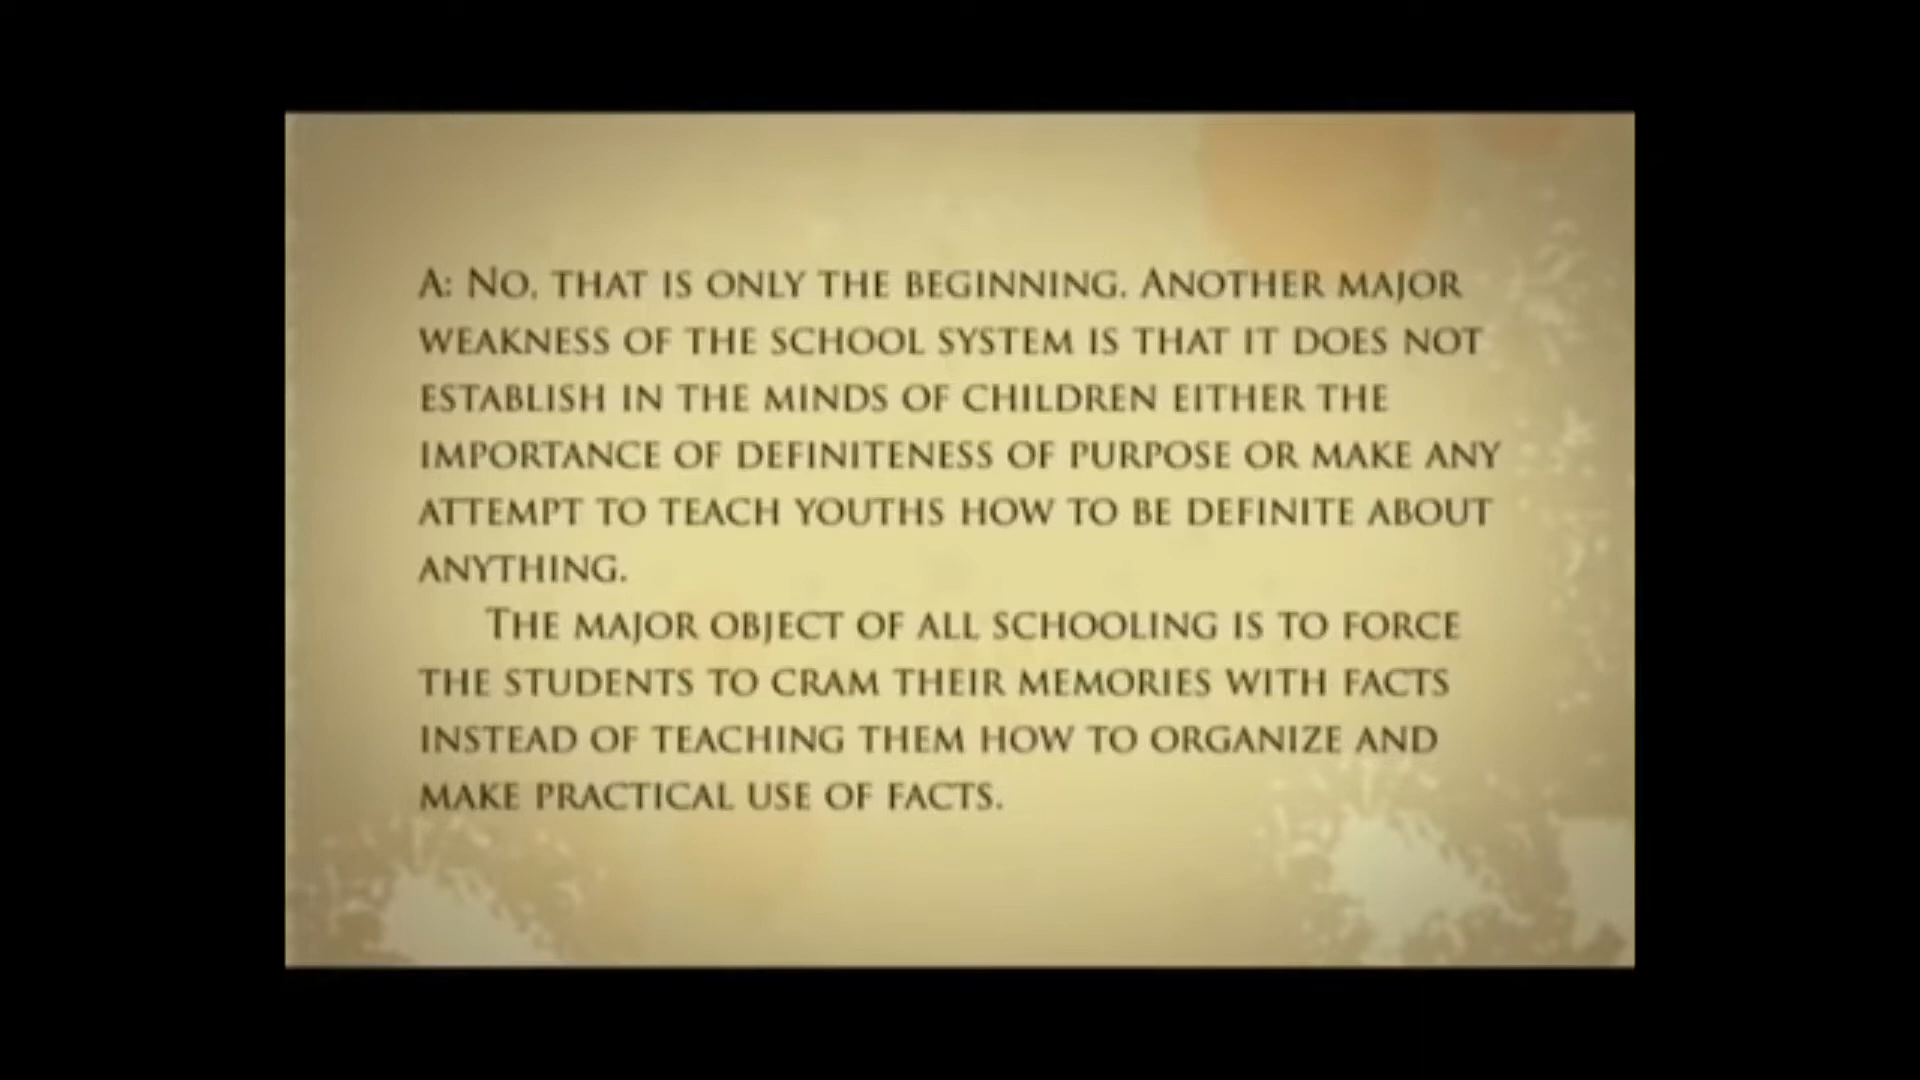 A: No, that is only the beginning. Another major
weakness of the school system is that it does not
establish in the minds of children either the
importance of definiteness of purpose or make any
attempt to teach youths how to be definite about
anything.
The major object of all schooling is to force
the students to cram their memories with facts
instead of teaching them how to organize and
make practical use of facts.